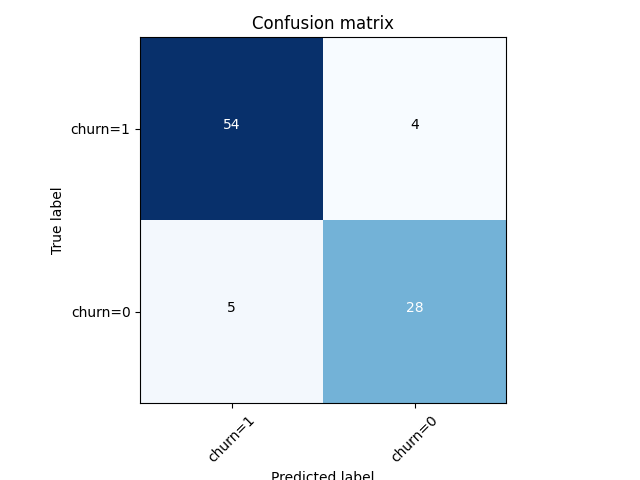 Confusion matrix
True label
churn=1
54
4
churn=0
5
28
churn=1
churn=0
Predicted label